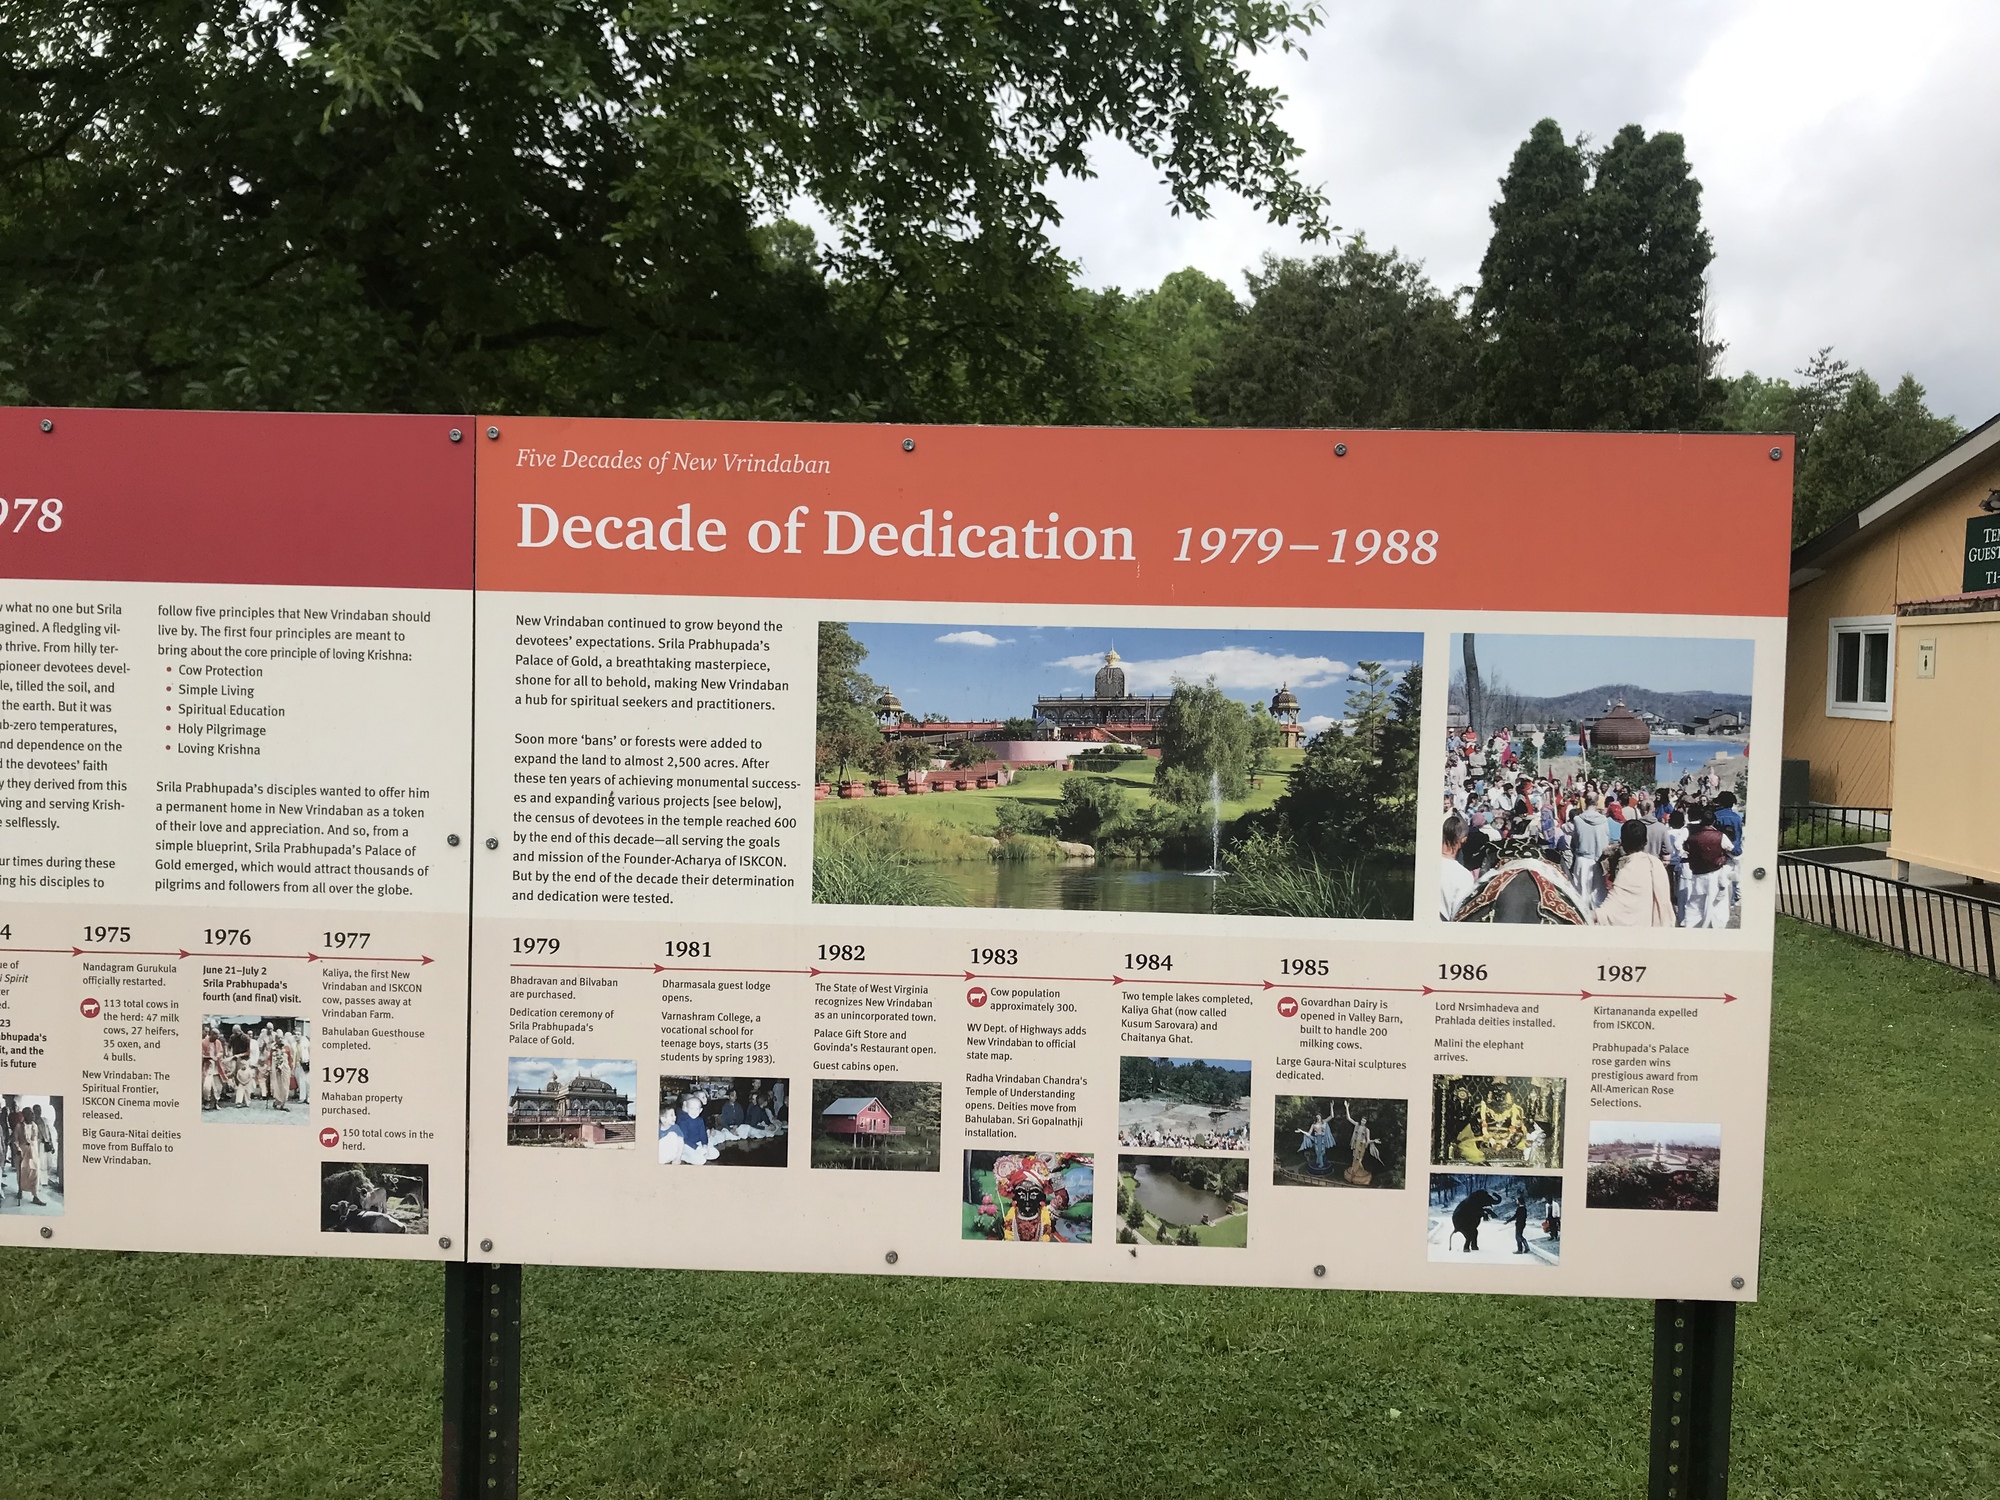 978
what no one but Srila
agined. A fledgling vil-
thrive. From hilly ter-
pioneer devotees devel-
le, tilled the soil, and
the earth. But it was
ub-zero temperatures,
nd dependence on the
d the devotees' faith
y they derived from this
ving and serving Krish-
e selflessly.
ur times during these
ing his disciples to
follow five principles that New Vrindaban should
live by. The first four principles are meant to
bring about the core principle of loving Krishna:
• Cow Protection
• Simple Living
• Spiritual Education
• Holy Pilgrimage
• Loving Krishna
Srila Prabhupada's disciples wanted to offer him
a permanent home in New Vrindaban as a token
of their love and appreciation. And so, from a
simple blueprint, Srila Prabhupada's Palace of
Gold emerged, which would attract thousands of
pilgrims and followers from all over the globe.
4
ue of
i Spirit
ter
ed.
23
bhupada's
it, and the
is future
1975
Nandagram Gurukula
officially restarted.
113 total cows in
the herd: 47 milk
cows, 27 heifers,
35 oxen, and
4 bulls.
New Vrindaban: The
Spiritual Frontier,
ISKCON Cinema movie
released.
Big Gaura-Nitai deities
move from Buffalo to
New Vrindaban.
1976
June 21–July 2
Srila Prabhupada's
fourth (and final) visit.
1977
Kaliya, the first New
Vrindaban and ISKCON
cow, passes away at
Vrindaban Farm.
Bahulaban Guesthouse
completed.
1978
Mahaban property
purchased.
150 total cows in the
herd.
Five Decades of New Vrindaban
Decade of Dedication 1979–1988
New Vrindaban continued to grow beyond the
devotees' expectations. Srila Prabhupada's
Palace of Gold, a breathtaking masterpiece,
shone for all to behold, making New Vrindaban
a hub for spiritual seekers and practitioners.
Soon more 'bans' or forests were added to
expand the land to almost 2,500 acres. After
these ten years of achieving monumental success-
es and expanding various projects [see below],
the census of devotees in the temple reached 600
by the end of this decade—all serving the goals
and mission of the Founder-Acharya of ISKCON.
But by the end of the decade their determination
and dedication were tested.
1979
Bhadravan and Bilvaban
are purchased.
Dedication ceremony of
Srila Prabhupada's
Palace of Gold.
1981
Dharmasala guest lodge
opens.
Varnashram College, a
vocational school for
teenage boys, starts (35
students by spring 1983).
1982
The State of West Virginia
recognizes New Vrindaban
as an unincorporated town.
Palace Gift Store and
Govinda's Restaurant open.
Guest cabins open.
1983
Cow population
approximately 300.
WV Dept. of Highways adds
New Vrindaban to official
state map.
Radha Vrindaban Chandra's
Temple of Understanding
opens. Deities move from
Bahulaban. Sri Gopalnathji
installation.
1984
Two temple lakes completed,
Kaliya Ghat (now called
Kusum Sarovara) and
Chaitanya Ghat.
1985
Govardhan Dairy is
opened in Valley Barn,
built to handle 200
milking cows.
Large Gaura-Nitai sculptures
dedicated.
1986
Lord Nrsimhadeva and
Prahlada deities installed.
Malini the elephant
arrives.
1987
Kirtanananda expelled
from ISKCON.
Prabhupada's Palace
rose garden wins
prestigious award from
All-American Rose
Selections.
TEM
GUEST
T1-
Women